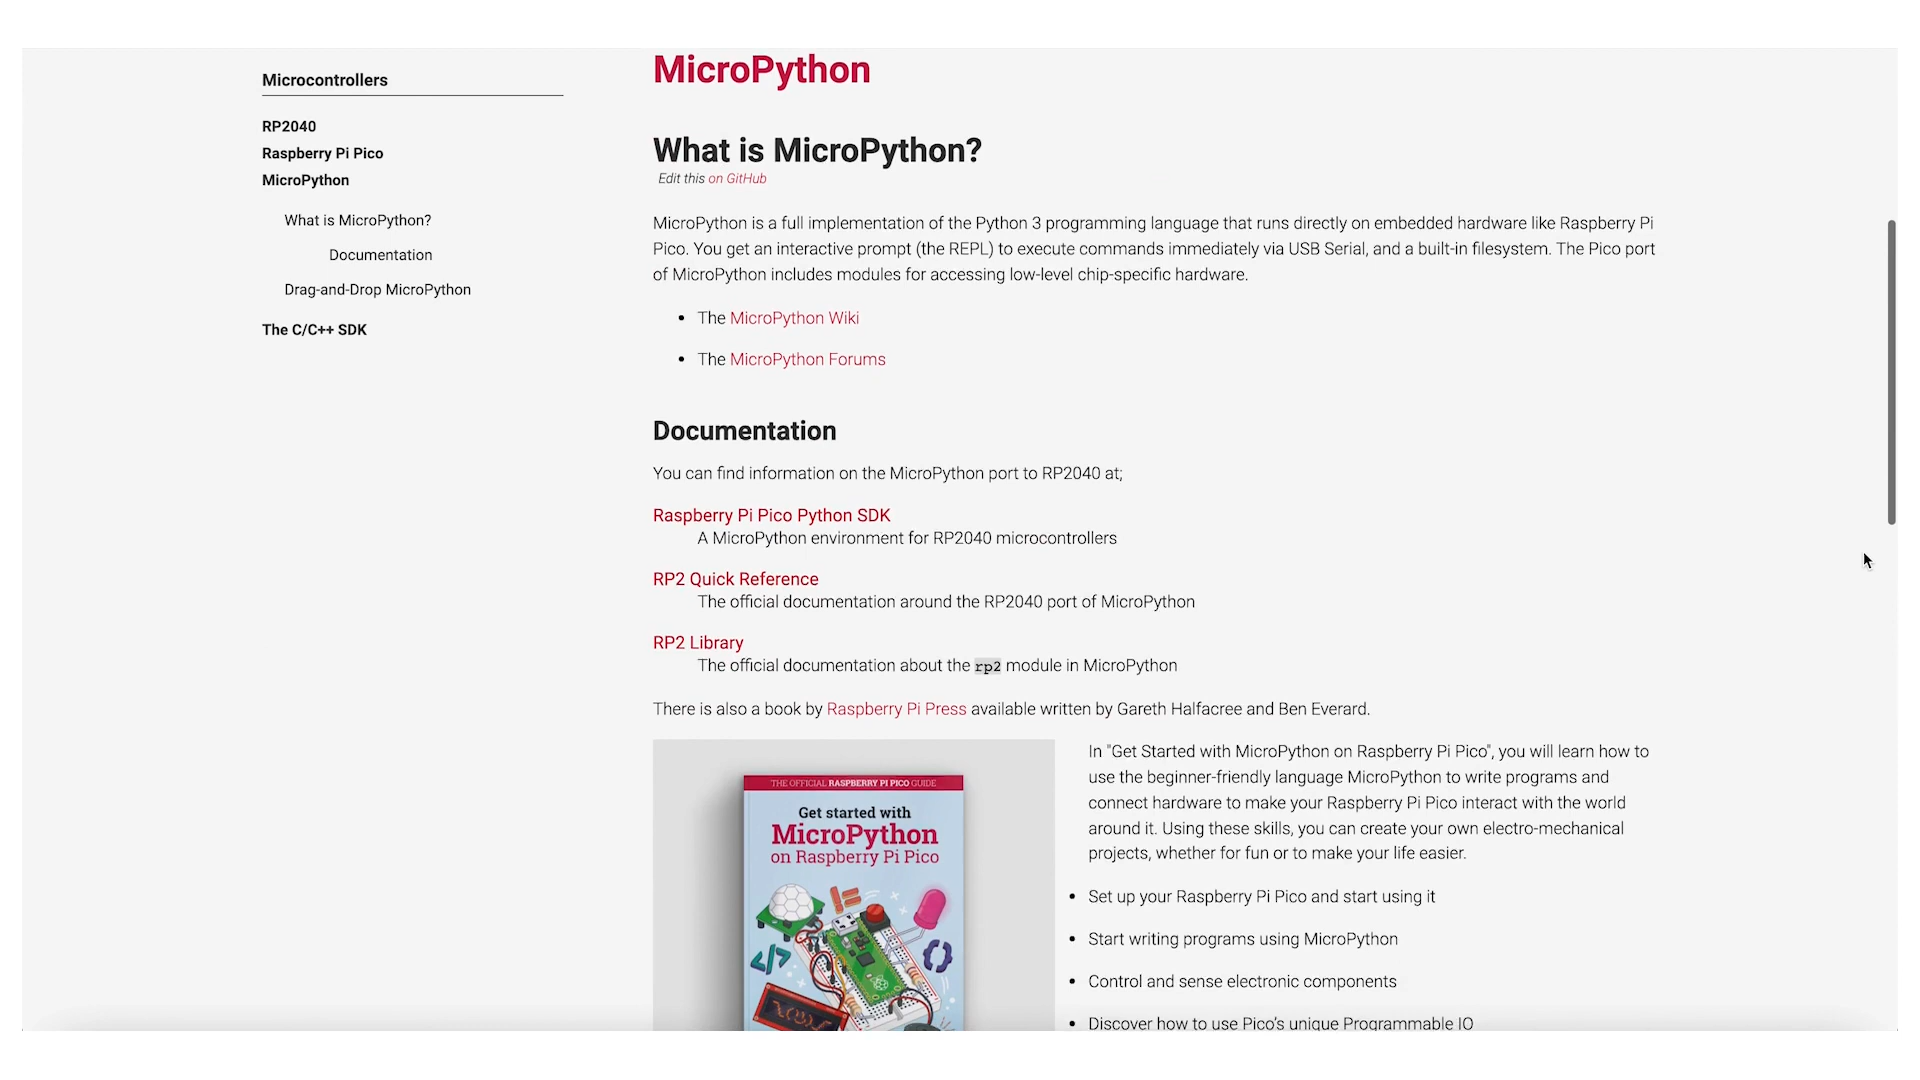 Microcontrollers
RP2040
Raspberry Pi Pico
MicroPython
What is MicroPython?
Documentation
Drag-and-Drop MicroPython
The C/C++ SDK
MicroPython
What is MicroPython?
Edit this on GitHub
MicroPython is a full implementation of the Python 3 programming language that runs directly on embedded hardware like Raspberry Pi
Pico. You get an interactive prompt (the REPL) to execute commands immediately via USB Serial, and a built-in filesystem. The Pico port
of MicroPython includes modules for accessing low-level chip-specific hardware.
• The MicroPython Wiki
• The MicroPython Forums
Documentation
You can find information on the MicroPython port to RP2040 at;
Raspberry Pi Pico Python SDK
A MicroPython environment for RP2040 microcontrollers
RP2 Quick Reference
The official documentation around the RP2040 port of MicroPython
RP2 Library
The official documentation about the rp2 module in MicroPython
There is also a book by Raspberry Pi Press available written by Gareth Halfacree and Ben Everard.
THE OFFICIAL RASPBERRY PI PICO GUIDE
Get started with
MicroPython
on Raspberry Pi Pico
In "Get Started with MicroPython on Raspberry Pi Pico", you will learn how to
use the beginner-friendly language MicroPython to write programs and
connect hardware to make your Raspberry Pi Pico interact with the world
around it. Using these skills, you can create your own electro-mechanical
projects, whether for fun or to make your life easier.
• Set up your Raspberry Pi Pico and start using it
• Start writing programs using MicroPython
• Control and sense electronic components
• Discover how to use Pico's unique Programmable IO